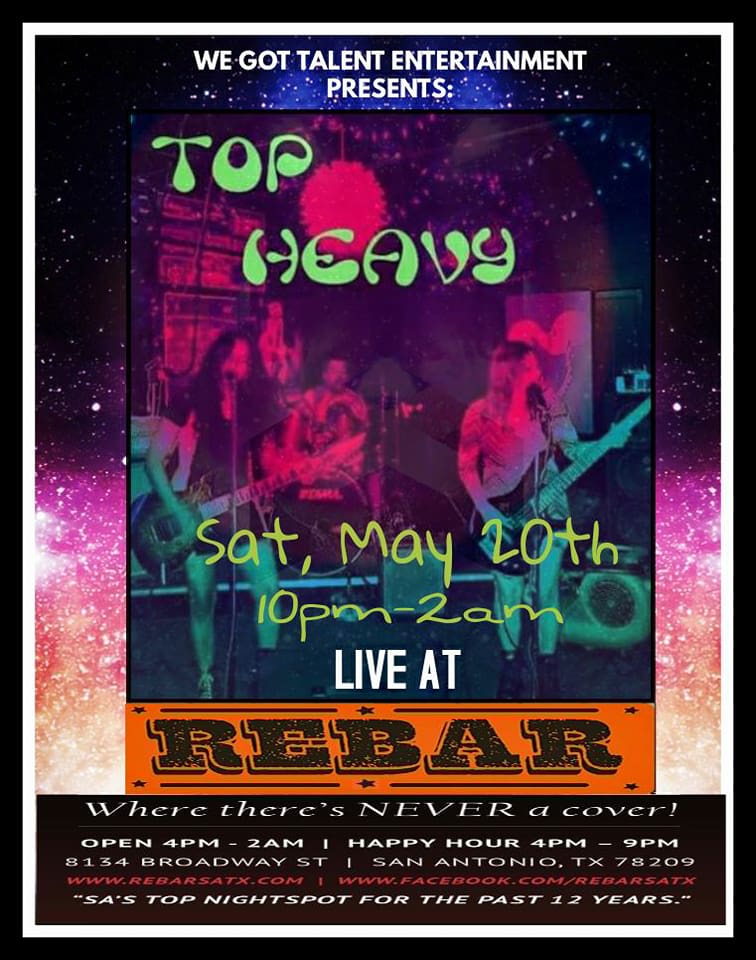 WE GOT TALENT ENTERTAINMENT
PRESENTS:
TOP
HEAVY
TAMA
Sat, May 20th
10pm-2am
LIVE AT
REBAR
Where there's NEVER a cover!
OPEN 4PM - 2AM | HAPPY HOUR 4PM – 9PM
8134 BROADWAY ST | SAN ANTONIO, TX 78209
WWW.REBARSATX.COM | WWW.FACEBOOK.COM/REBARSATX
"SA'S TOP NIGHTSPOT FOR THE PAST 12 YEARS."